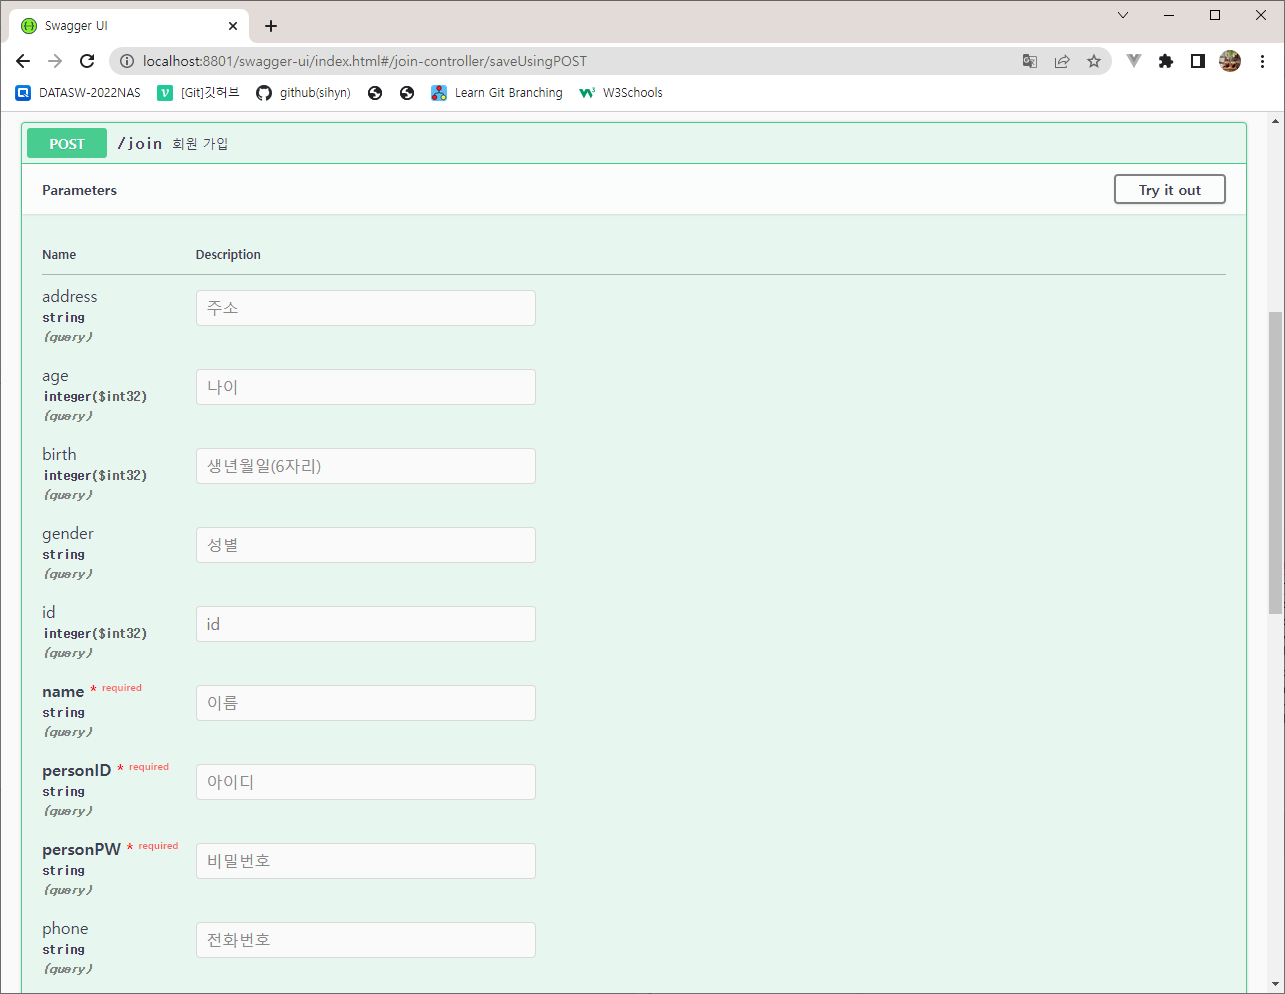 Swagger UI
localhost:8801/swagger-ui/index.html#/join-controller/saveUsingPOST
DATASW-2022NAS [Git]깃허브 github(sihyn) Learn Git Branching W3Schools
POST /join 회원 가입
Parameters Try it out
Name Description
address
string
(query)
주소
age
integer($int32)
(query)
나이
birth
integer($int32)
(query)
생년월일(6자리)
gender
string
(query)
성별
id
integer($int32)
(query)
id
name * required
string
(query)
이름
personID * required
string
(query)
아이디
personPW * required
string
(query)
비밀번호
phone
string
(query)
전화번호